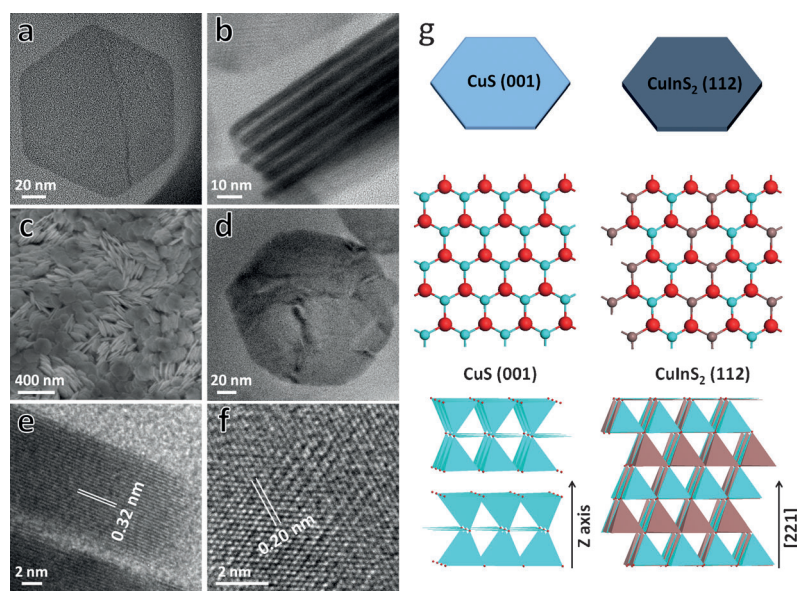 a
20 nm
b
10 nm
c
400 nm
d
20 nm
e
0.32 nm
2 nm
f
0.20 nm
2 nm
g
CuS (001)
CuInS₂ (112)
CuS (001)
CuInS₂ (112)
Z axis
[221]